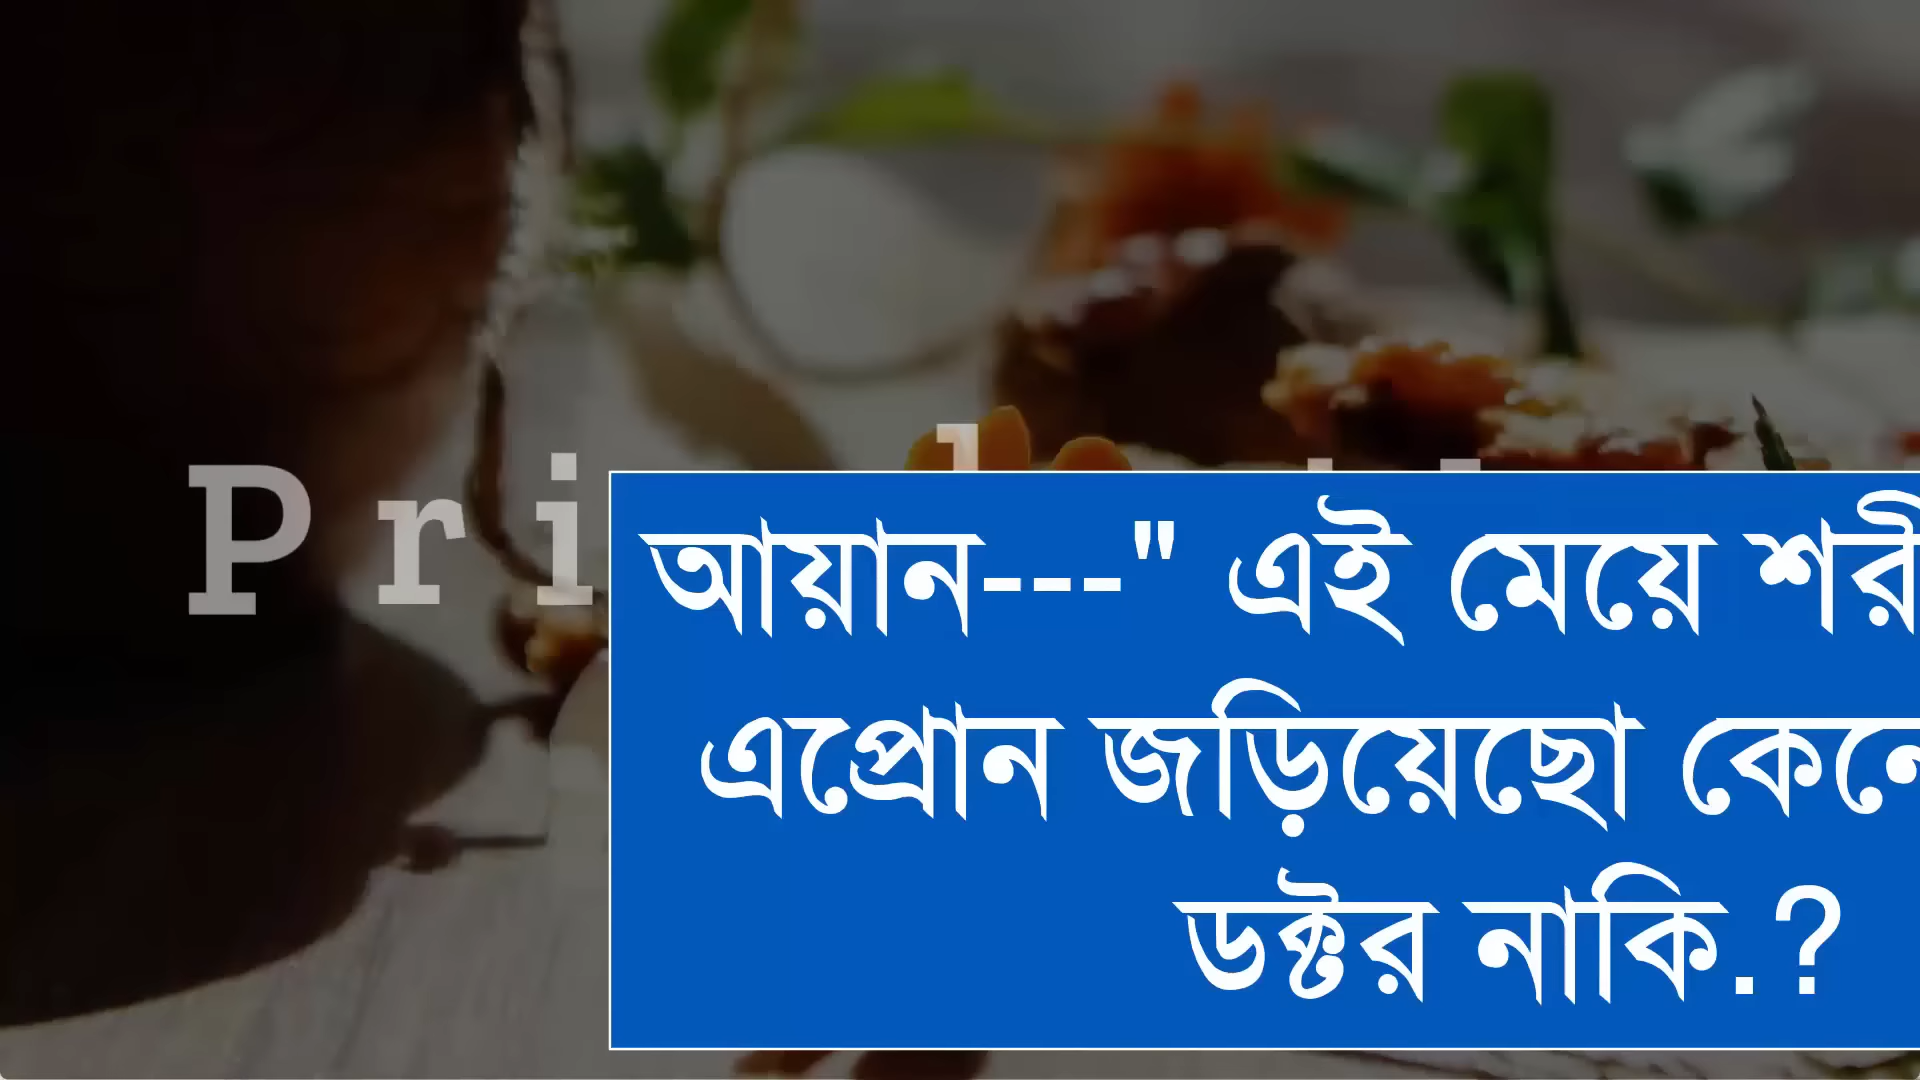 Pri
আয়ান---" এই মেয়ে
এপ্রোন জড়িয়েছো
ডক্টর নাকি.?